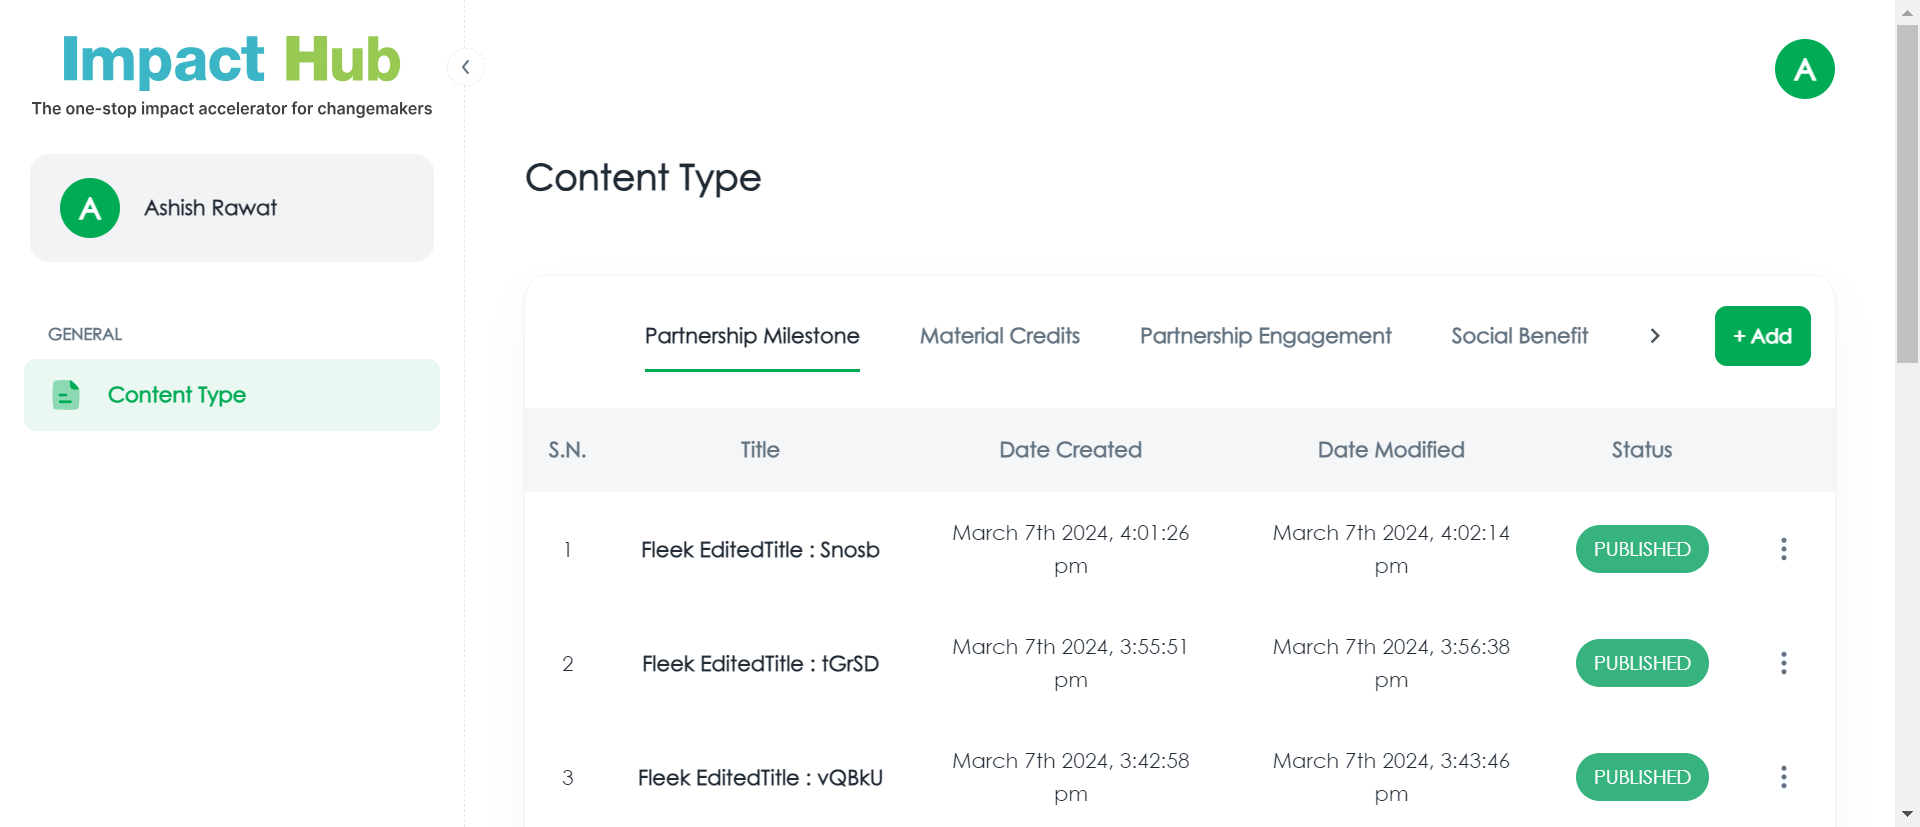 Impact Hub
The one-stop impact accelerator for changemakers
A
Ashish Rawat
GENERAL
Content Type
A
Content Type
Partnership Milestone Material Credits Partnership Engagement Social Benefit + Add
S.N. Title Date Created Date Modified Status
1 Fleek EditedTitle : Snosb March 7th 2024, 4:01:26 pm March 7th 2024, 4:02:14 pm PUBLISHED
2 Fleek EditedTitle : tGrSD March 7th 2024, 3:55:51 pm March 7th 2024, 3:56:38 pm PUBLISHED
3 Fleek EditedTitle : vQBkU March 7th 2024, 3:42:58 pm March 7th 2024, 3:43:46 pm PUBLISHED